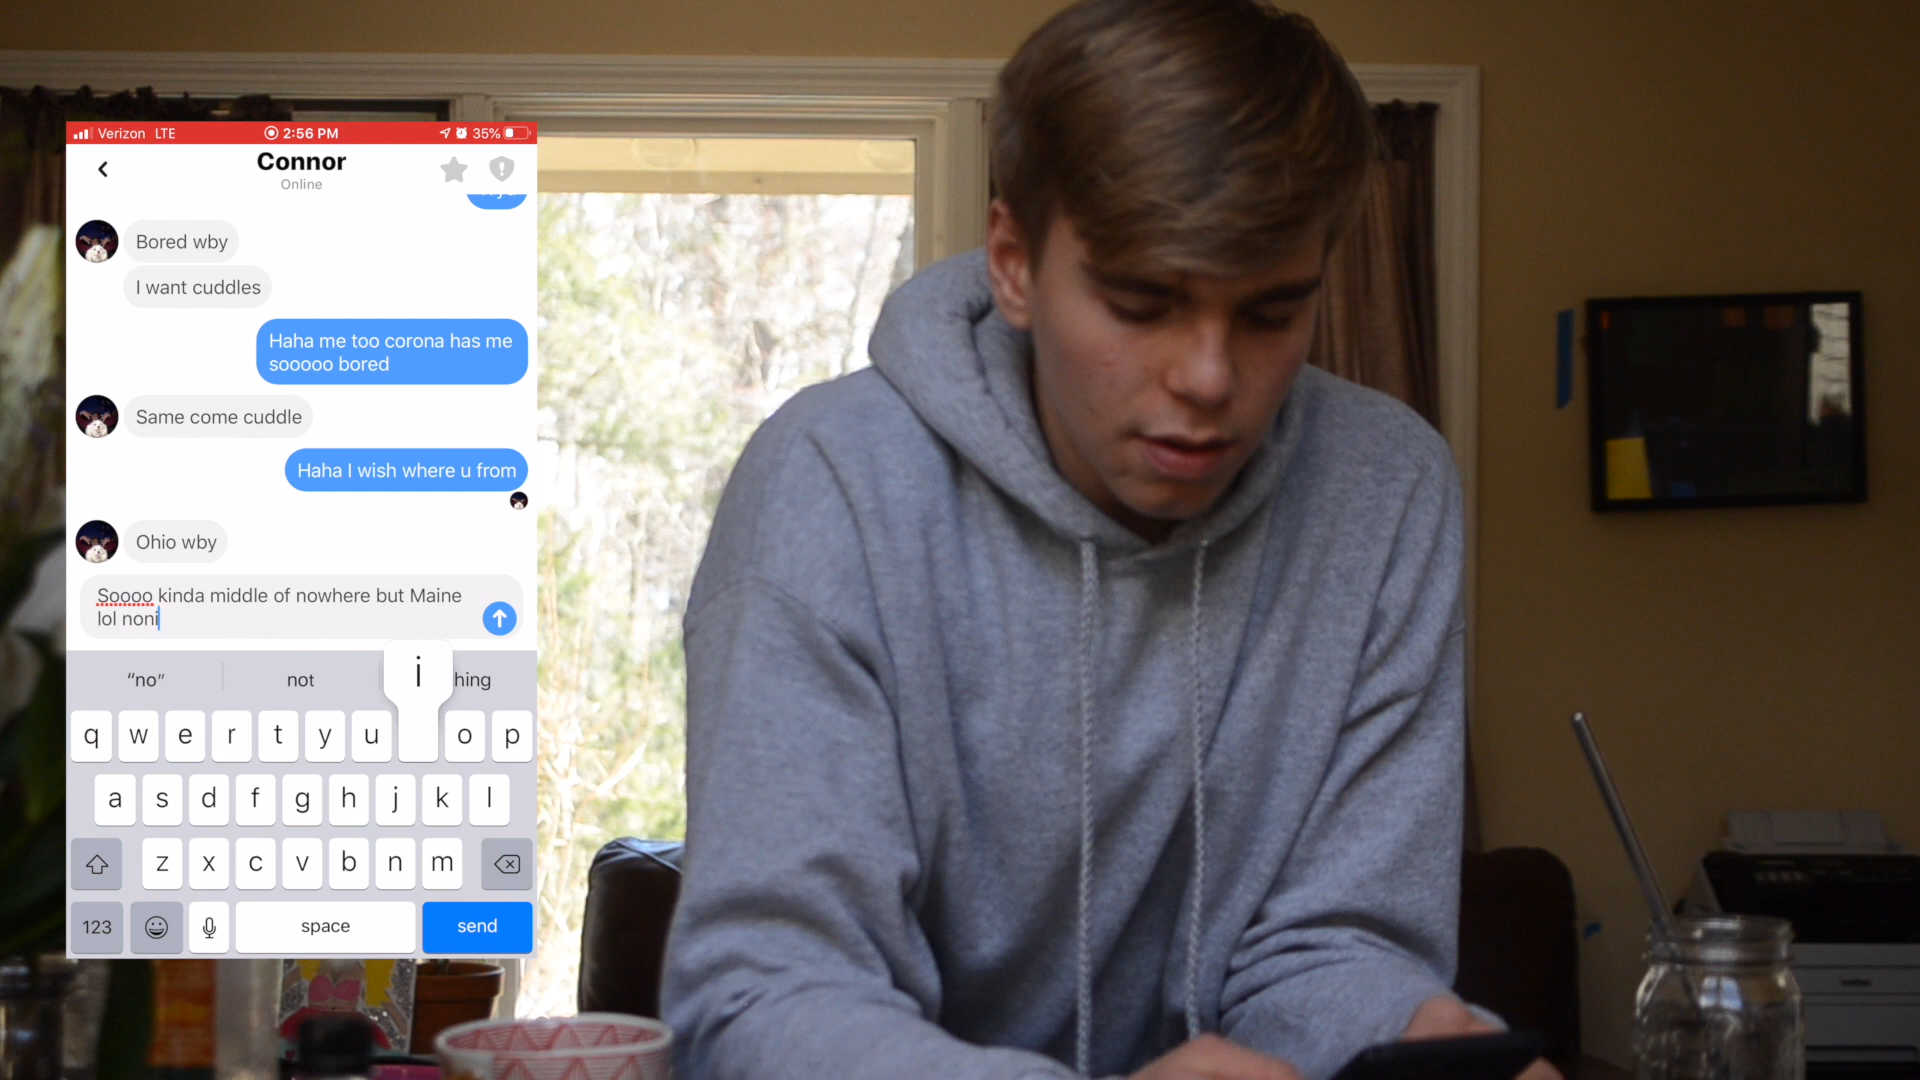 Verizon LTE 2:56 PM 35%
Connor
Online
Bored wby
I want cuddles
Haha me too corona has me
sooooo bored
Same come cuddle
Haha I wish where u from
Ohio wby
Soooo kinda middle of nowhere but Maine
lol noni
“no” not hing
i
q w e r t y u o p
a s d f g h j k l
z x c v b n m
123 space send